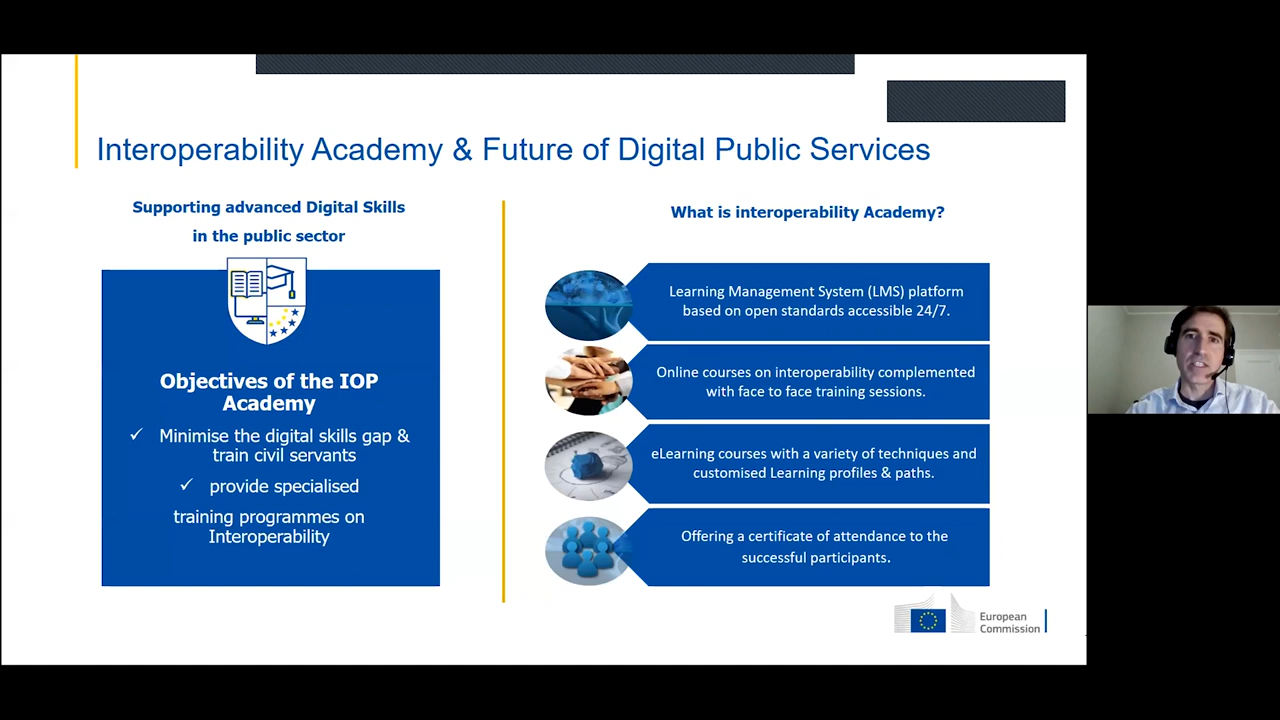 Interoperability Academy & Future of Digital Public Services
Supporting advanced Digital Skills
in the public sector
Objectives of the IOP
Academy
✓ Minimise the digital skills gap &
train civil servants
✓ provide specialised
training programmes on
Interoperability
What is interoperability Academy?
Learning Management System (LMS) platform
based on open standards accessible 24/7.
Online courses on interoperability complemented
with face to face training sessions.
eLearning courses with a variety of techniques and
customised Learning profiles & paths.
Offering a certificate of attendance to the
successful participants.
European
Commission